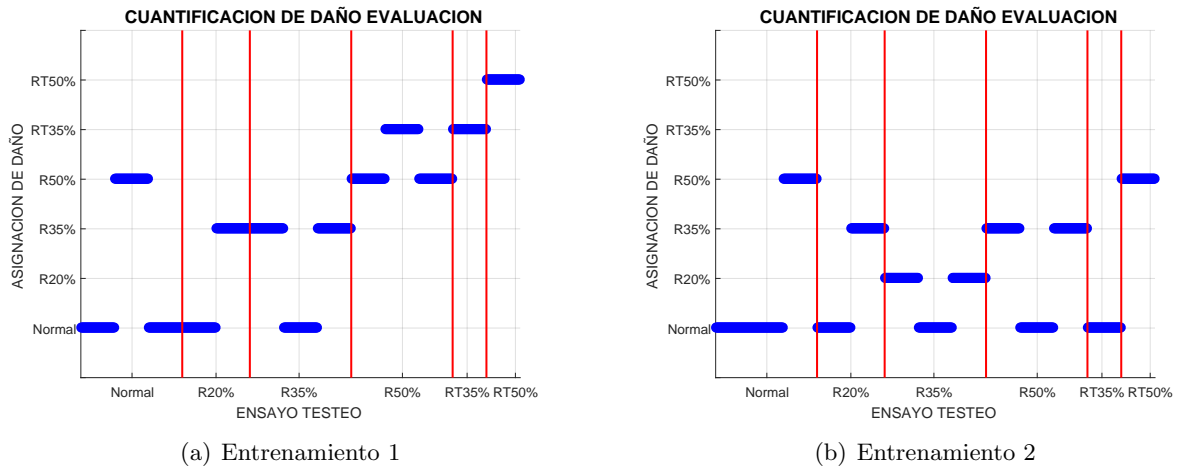 CUANTIFICACION DE DAÑO EVALUACION
ASIGNACION DE DAÑO
RT50%
RT35%
R50%
R35%
R20%
Normal
Normal R20% R35% R50% RT35% RT50%
ENSAYO TESTEO
(a) Entrenamiento 1
CUANTIFICACION DE DAÑO EVALUACION
ASIGNACION DE DAÑO
RT50%
RT35%
R50%
R35%
R20%
Normal
Normal R20% R35% R50% RT35% RT50%
ENSAYO TESTEO
(b) Entrenamiento 2